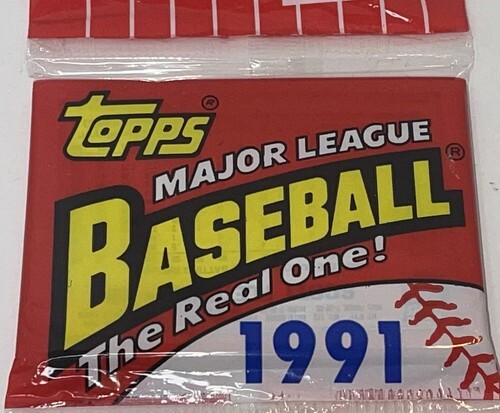 Topps®
MAJOR LEAGUE
BASEBALL®
The Real One!
1991